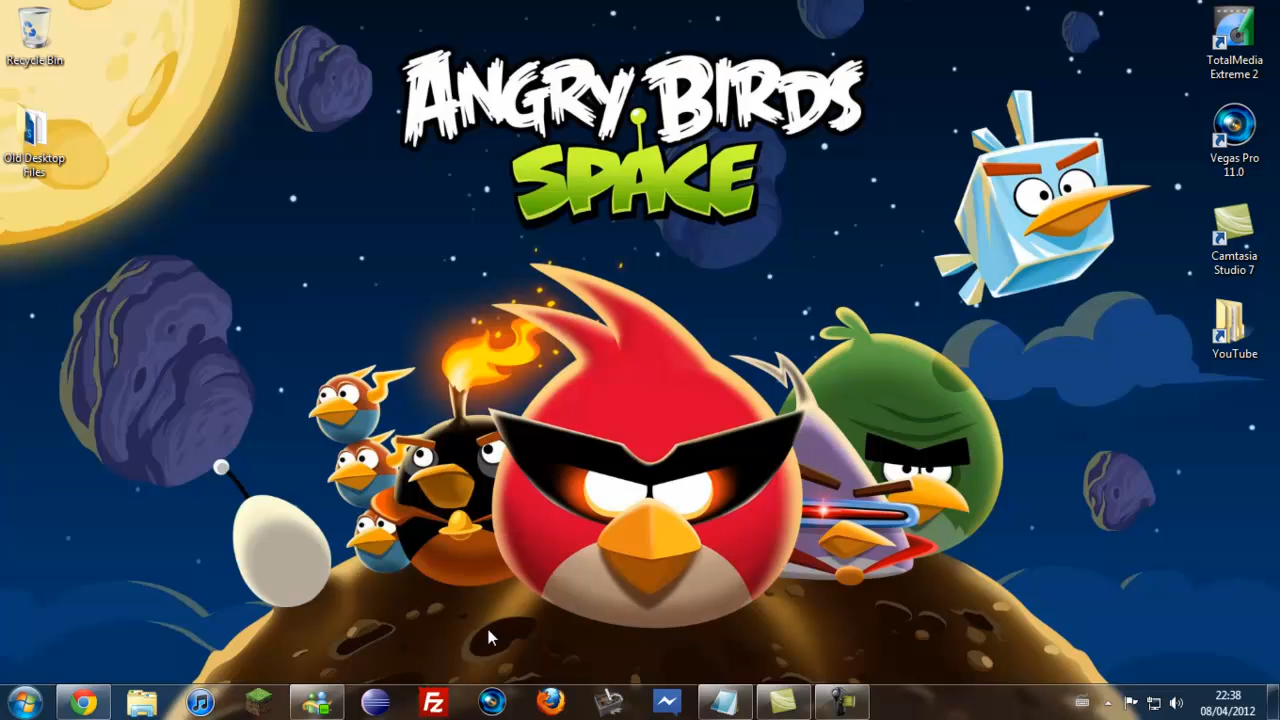 Recycle Bin
Old Desktop
Files
ANGRY BIRDS
SPACE
TotalMedia
Extreme 2
Vegas Pro
11.0
Camtasia
Studio 7
YouTube
FZ
22:38
08/04/2012